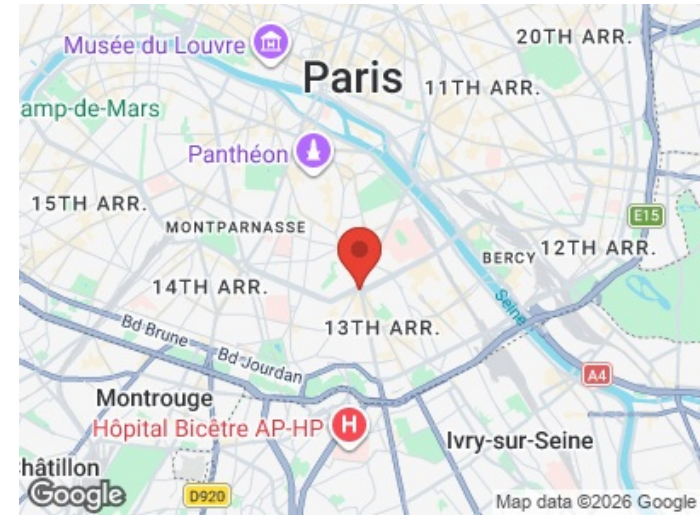 20TH ARR.
Musée du Louvre
Paris
11TH ARR.
amp-de-Mars
Panthéon
15TH ARR.
E15
MONTPARNASSE
12TH ARR.
BERCY
14TH ARR.
Seine
13TH ARR.
Bd Brune
Bd Jourdan
A4
Montrouge
Hôpital Bicêtre AP-HP
H
Ivry-sur-Seine
hâtillon
Google
D920
Map data ©2026 Google